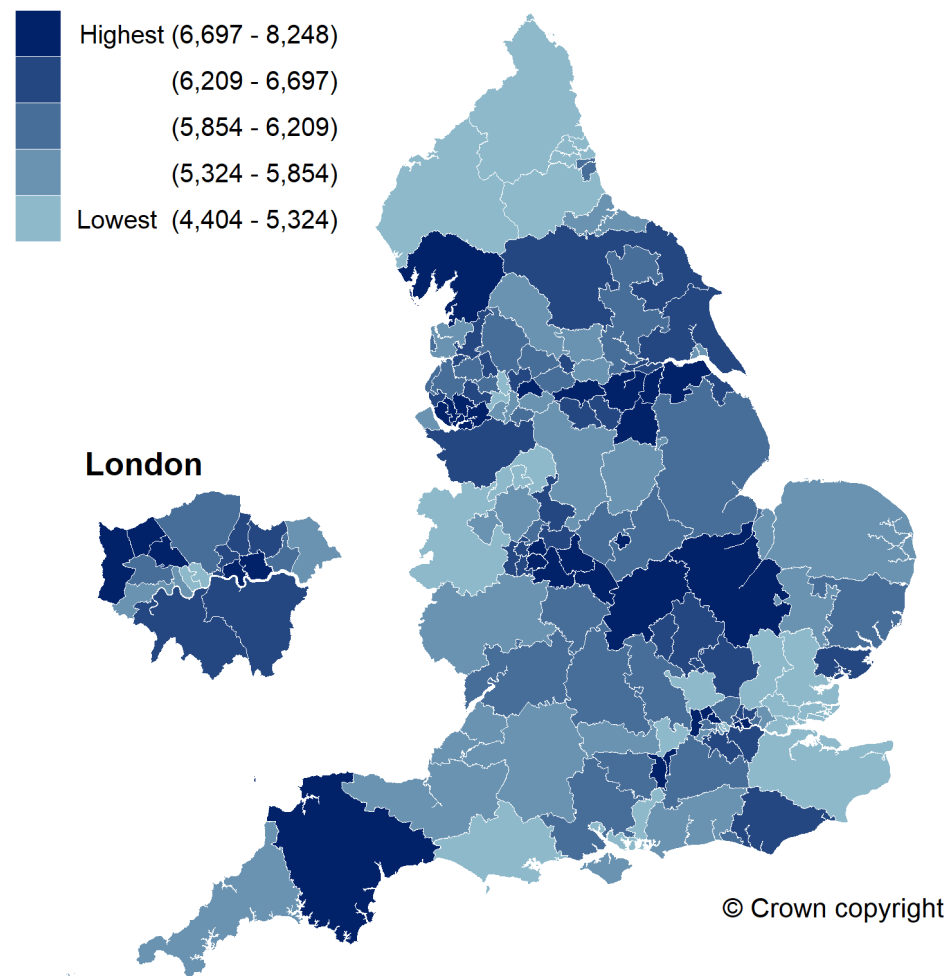 Highest (6,697 - 8,248)
(6,209 - 6,697)
(5,854 - 6,209)
(5,324 - 5,854)
Lowest (4,404 - 5,324)
London
© Crown copyright